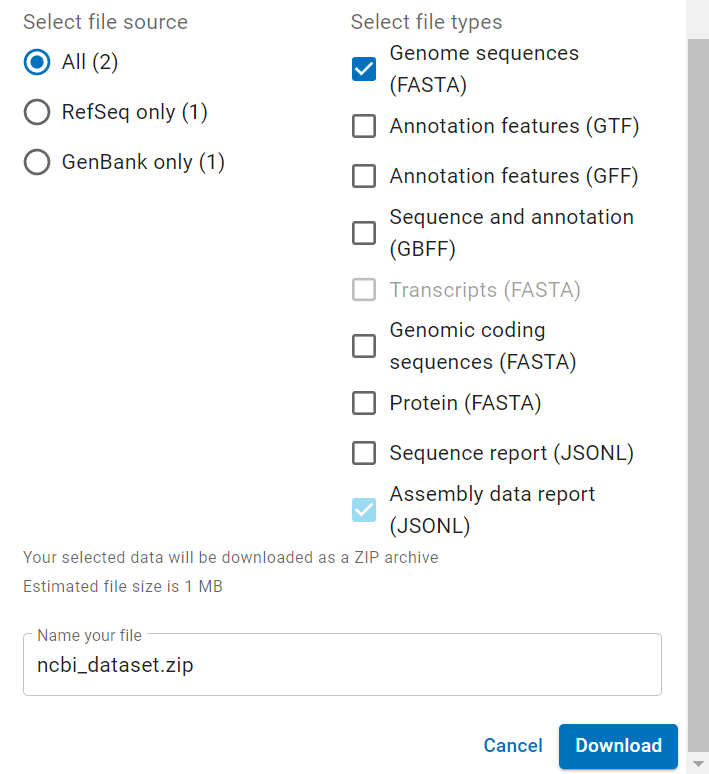 Select file source
All (2)
RefSeq only (1)
GenBank only (1)
Select file types
Genome sequences
(FASTA)
Annotation features (GTF)
Annotation features (GFF)
Sequence and annotation
(GBFF)
Transcripts (FASTA)
Genomic coding
sequences (FASTA)
Protein (FASTA)
Sequence report (JSONL)
Assembly data report
(JSONL)
Your selected data will be downloaded as a ZIP archive
Estimated file size is 1 MB
Name your file
ncbi_dataset.zip
Cancel
Download